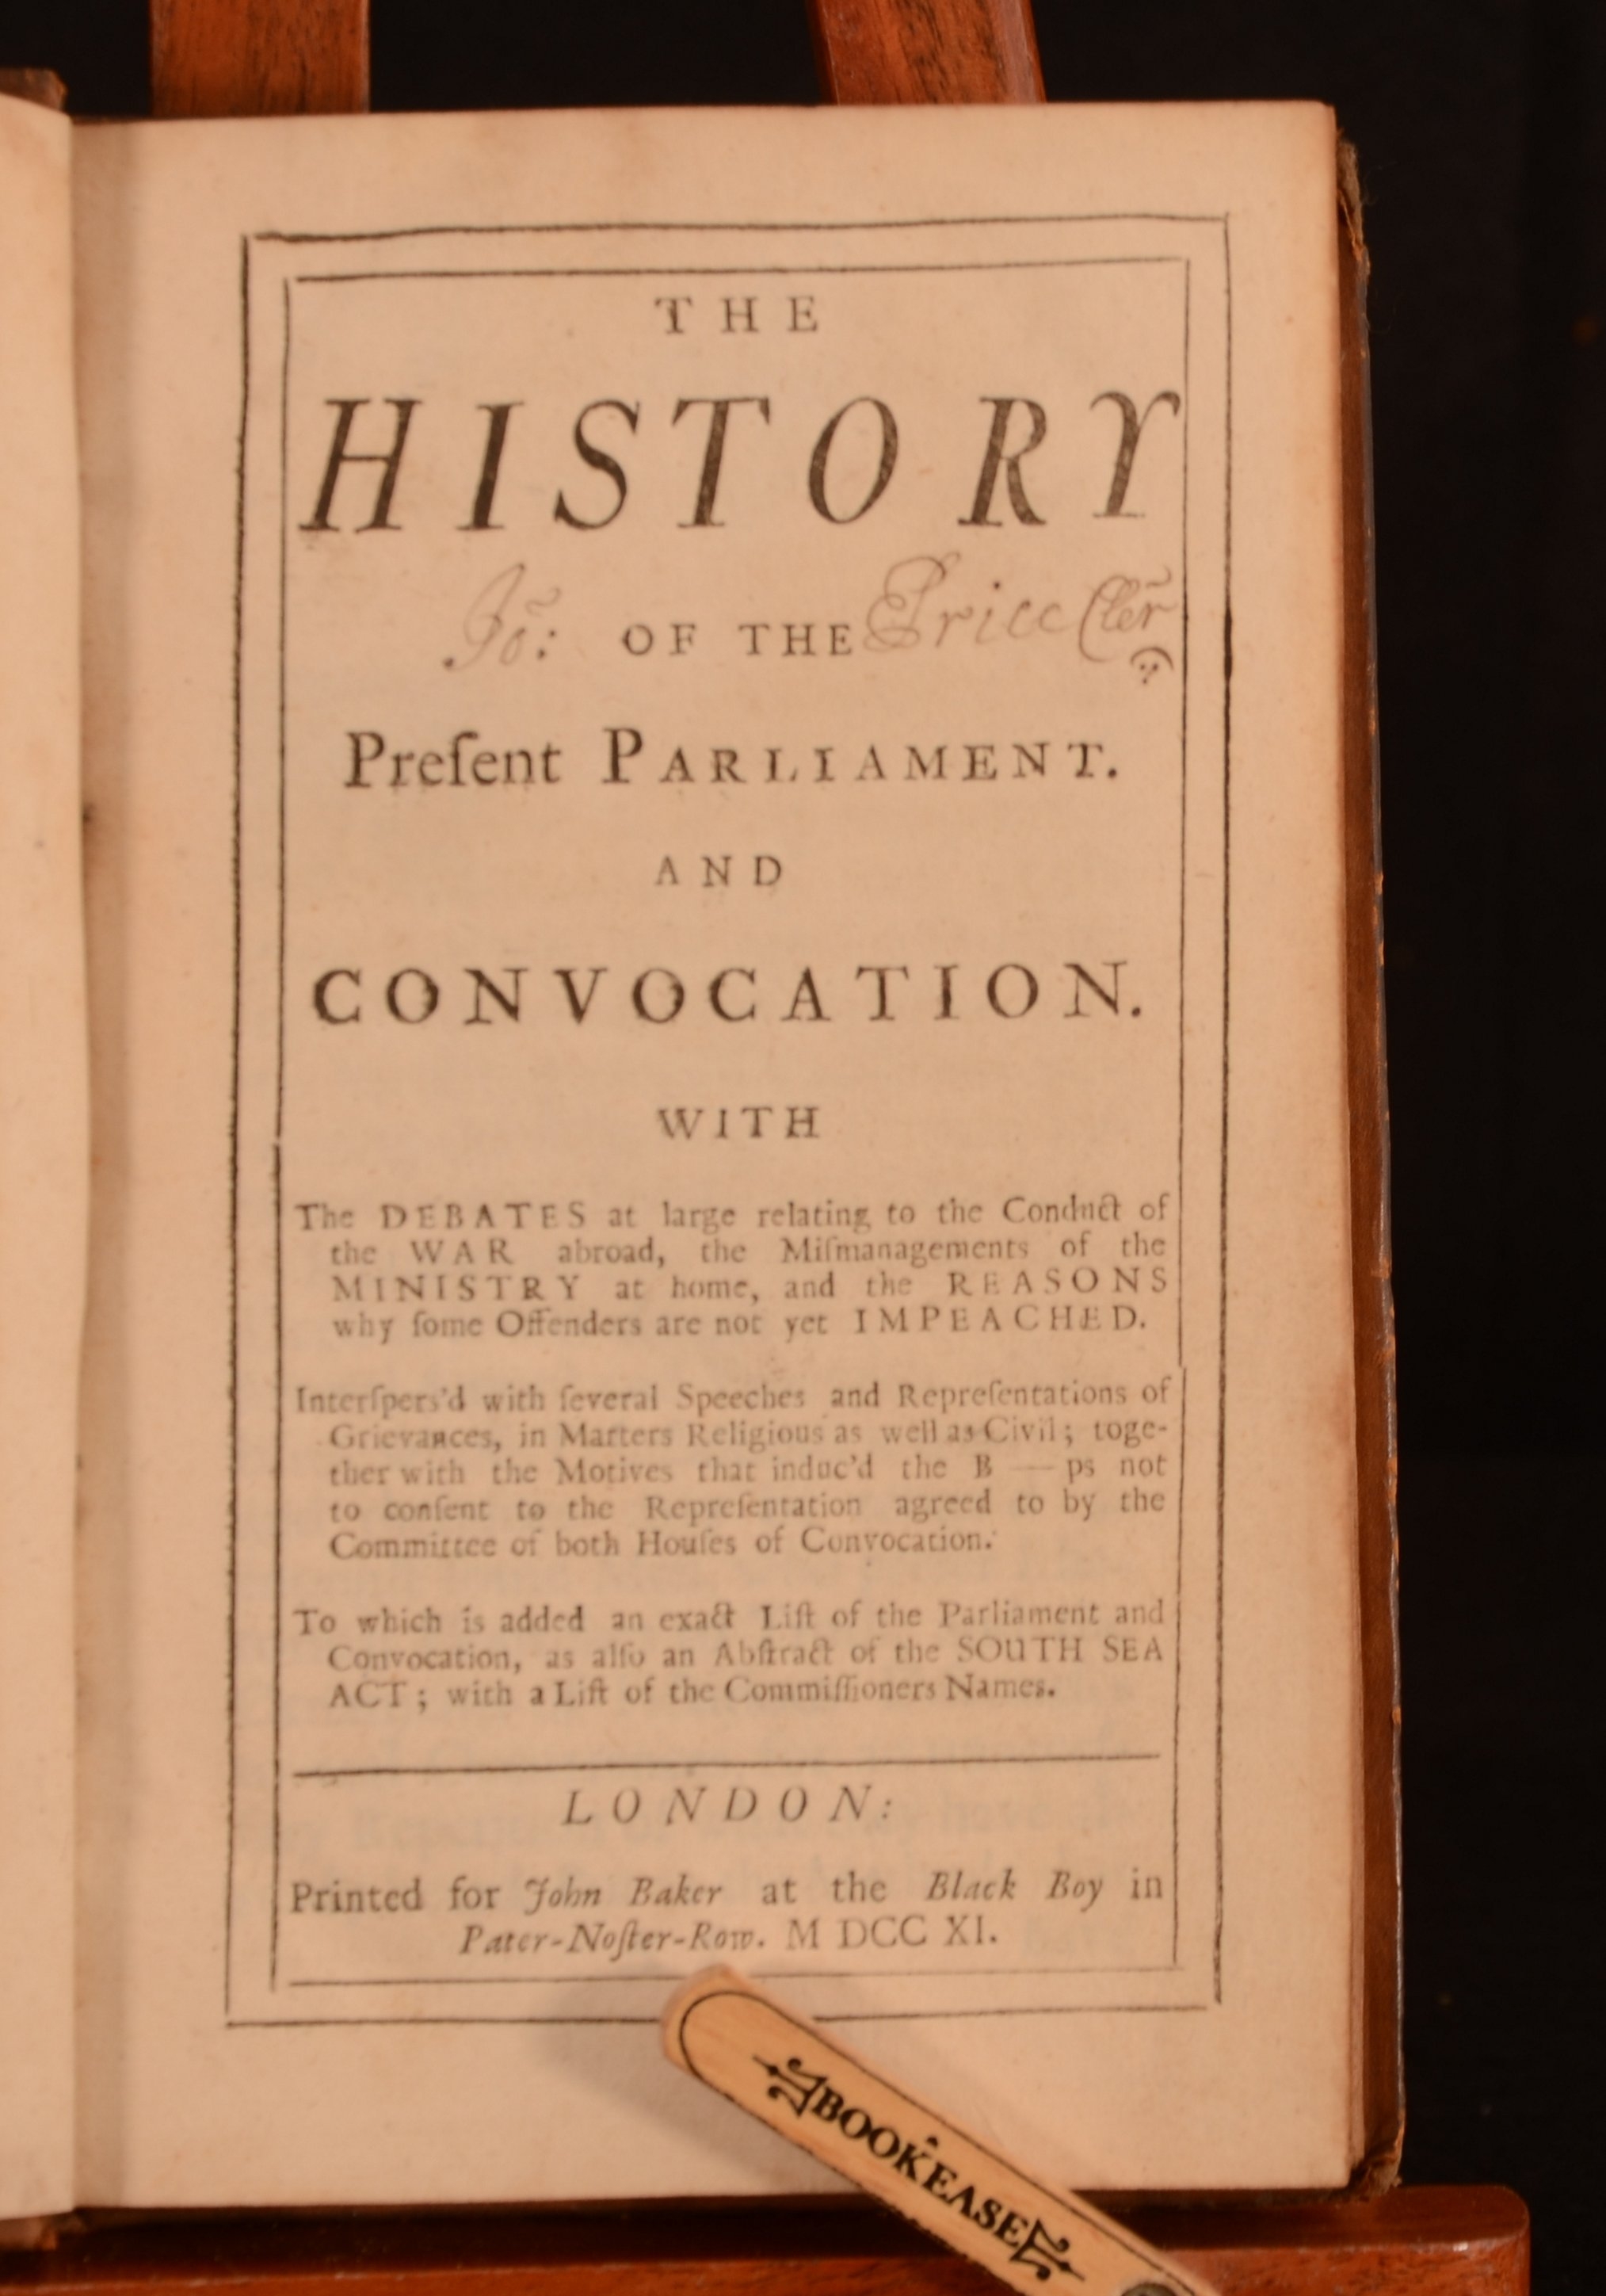 THE
HISTORY
Jo: OF THE Price Cler
Preſent PARLIAMENT.
AND
CONVOCATION.
WITH
The DEBATES at large relating to the Conduct of
the WAR abroad, the Miſmanagements of the
MINISTRY at home, and the REASONS
why ſome Offenders are not yet IMPEACHED.
Interſpers'd with ſeveral Speeches and Repreſentations of
Grievances, in Matters Religious as well as Civil; toge-
ther with the Motives that induc'd the B — ps not
to conſent to the Repreſentation agreed to by the
Committee of both Houſes of Convocation.
To which is added an exact Liſt of the Parliament and
Convocation, as alſo an Abſtract of the SOUTH SEA
ACT; with a Liſt of the Commiſſioners Names.
LONDON:
Printed for John Baker at the Black Boy in
Pater-Noſter-Row. M DCC XI.
BOOKEASE